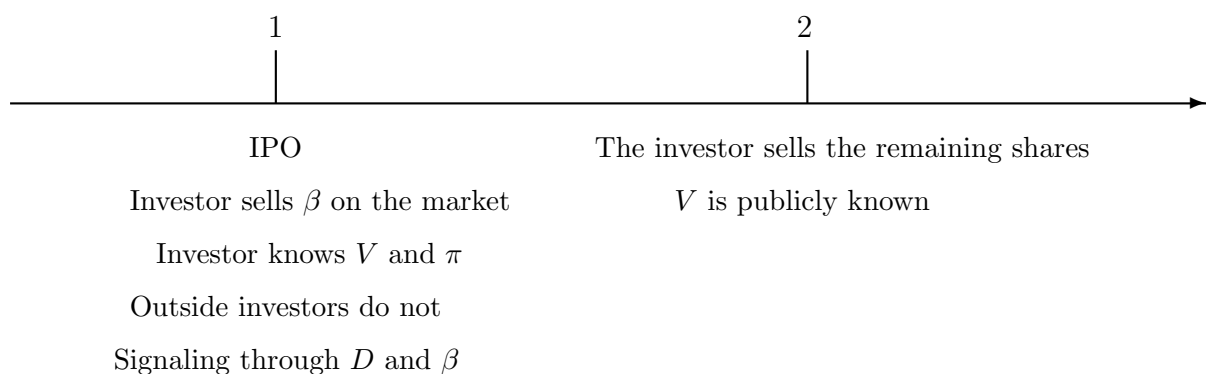 1 2
IPO The investor sells the remaining shares
Investor sells β on the market V is publicly known
Investor knows V and π
Outside investors do not
Signaling through D and β